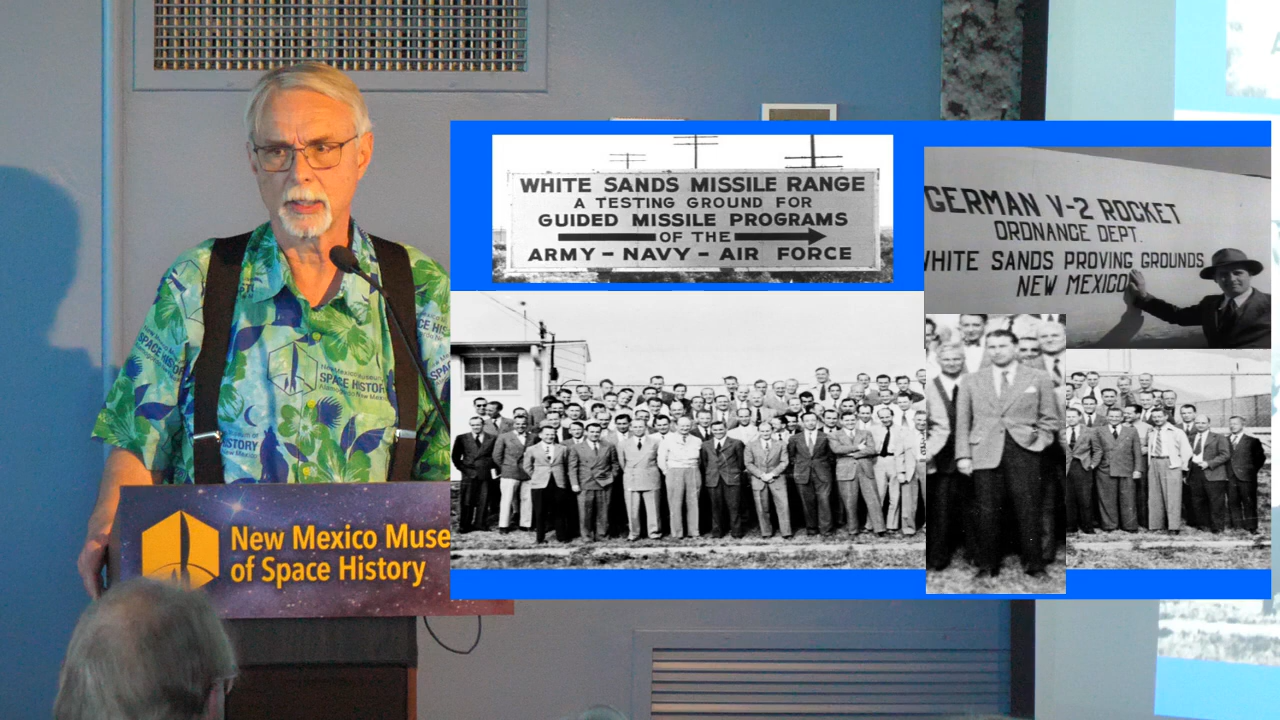 WHITE SANDS MISSILE RANGE
A TESTING GROUND FOR
GUIDED MISSILE PROGRAMS
OF THE
ARMY - NAVY - AIR FORCE
GERMAN V-2 ROCKET
ORDNANCE DEPT.
WHITE SANDS PROVING GROUNDS
NEW MEXICO
SPACE HISTOR
HISTORY
New Mexico Muse
of Space History